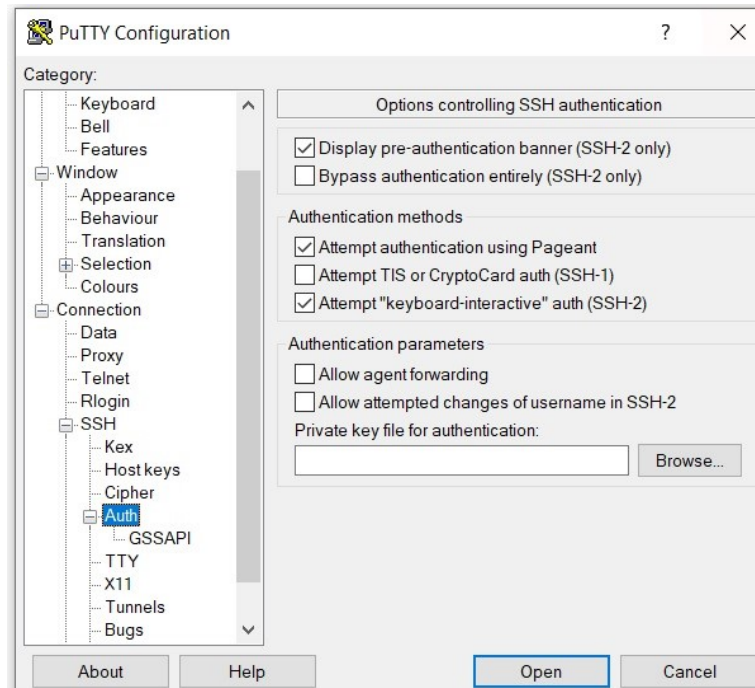 PuTTY Configuration
?
Category:
Keyboard
Bell
Features
Window
Appearance
Behaviour
Translation
Selection
Colours
Connection
Data
Proxy
Telnet
Rlogin
SSH
Kex
Host keys
Cipher
Auth
GSSAPI
TTY
X11
Tunnels
Bugs
Options controlling SSH authentication
Display pre-authentication banner (SSH-2 only)
Bypass authentication entirely (SSH-2 only)
Authentication methods
Attempt authentication using Pageant
Attempt TIS or CryptoCard auth (SSH-1)
Attempt "keyboard-interactive" auth (SSH-2)
Authentication parameters
Allow agent forwarding
Allow attempted changes of username in SSH-2
Private key file for authentication:
Browse...
About
Help
Open
Cancel